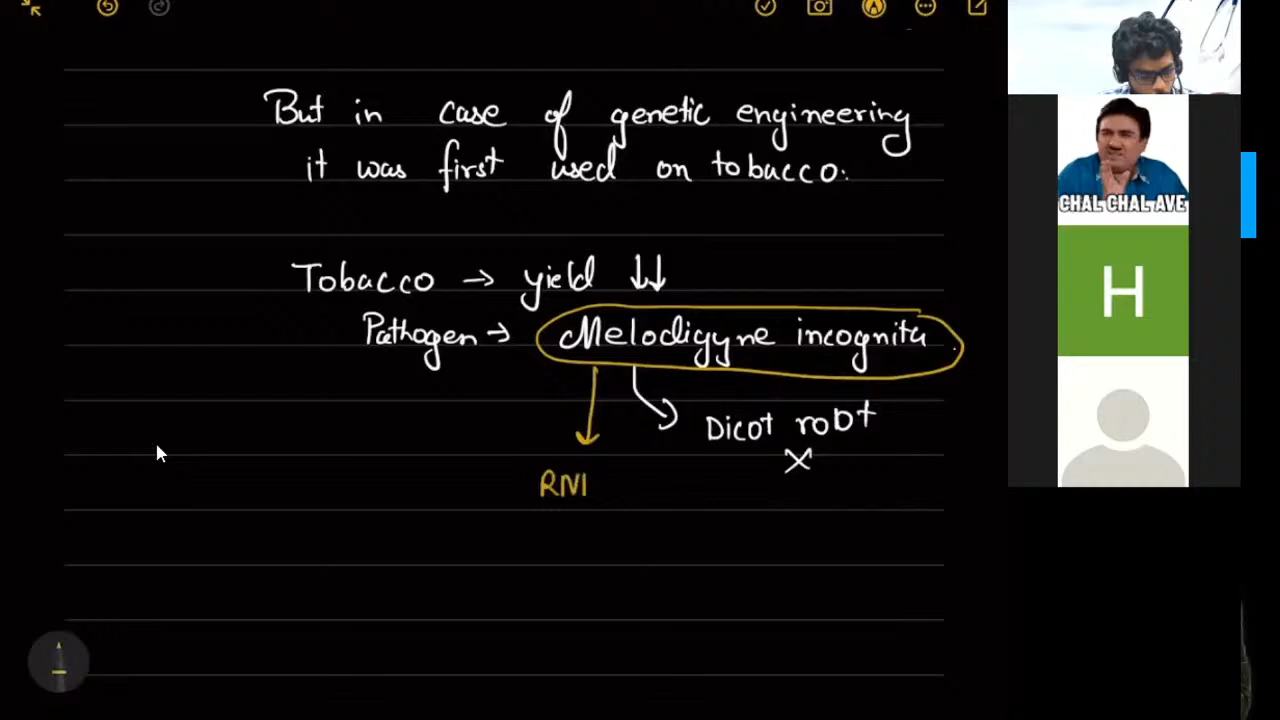 But in case of genetic engineering
it was first used on tobacco.
Tobacco → yield ↓↓
Pathogen → Melodigyne incognita
Dicot robt
X
RNI
CHAL CHAL AVE
H